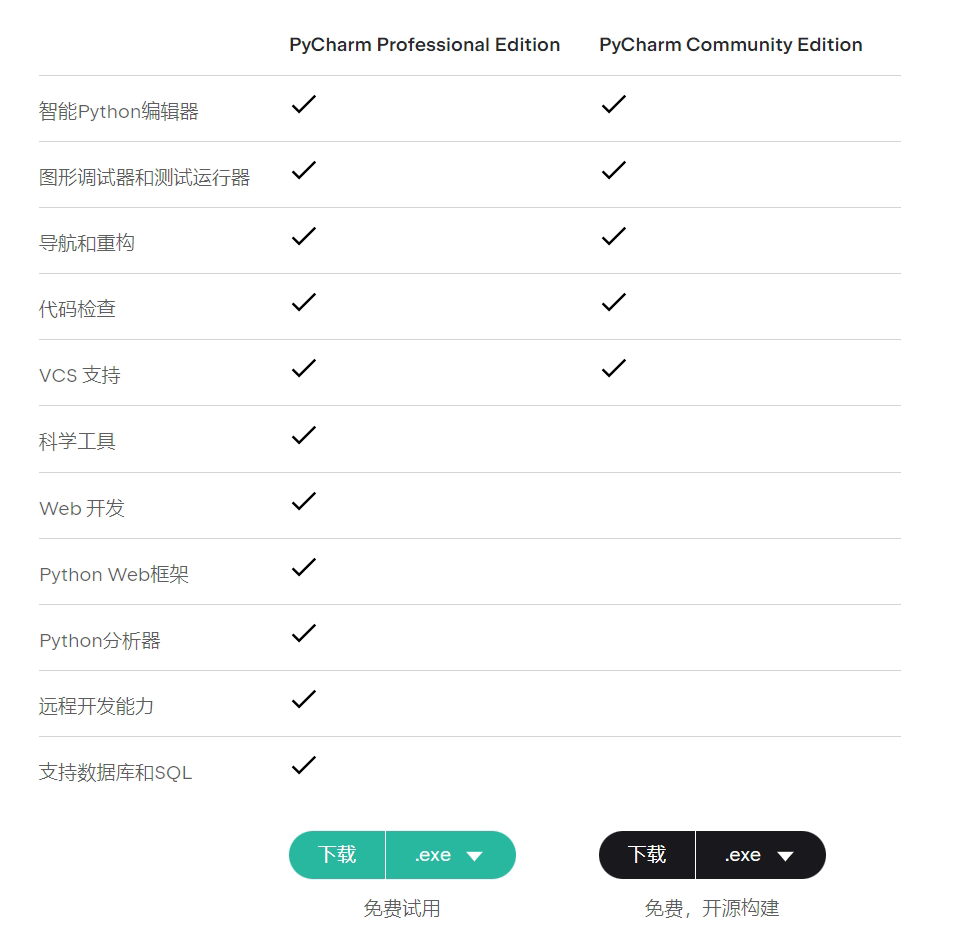 PyCharm Professional Edition PyCharm Community Edition
智能Python编辑器
图形调试器和测试运行器
导航和重构
代码检查
VCS 支持
科学工具
Web 开发
Python Web框架
Python分析器
远程开发能力
支持数据库和SQL
下载 .exe 下载 .exe
免费试用 免费，开源构建